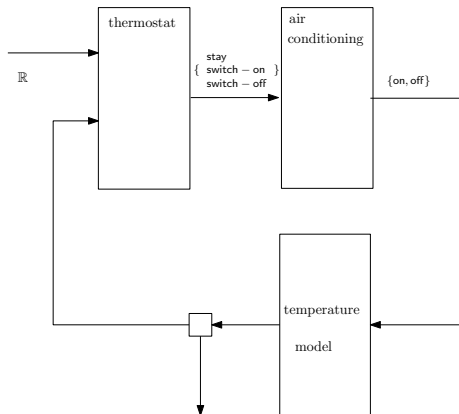 thermostat
air
conditioning
stay
{ switch − on }
switch − off
{on, off}
ℝ
temperature
model